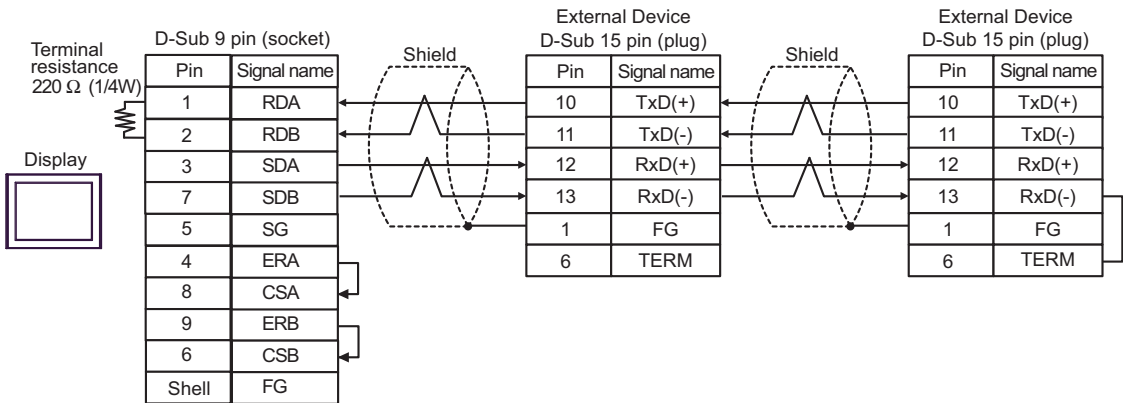 External Device
External Device
D-Sub 9 pin (socket)
D-Sub 15 pin (plug)
D-Sub 15 pin (plug)
Terminal
resistance
220 Ω (1/4W)
Shield
Shield
Pin Signal name
Pin Signal name
Pin Signal name
1 RDA
10 TxD(+)
10 TxD(+)
2 RDB
11 TxD(-)
11 TxD(-)
3 SDA
12 RxD(+)
12 RxD(+)
Display
7 SDB
13 RxD(-)
13 RxD(-)
5 SG
1 FG
1 FG
4 ERA
6 TERM
6 TERM
8 CSA
9 ERB
6 CSB
Shell FG